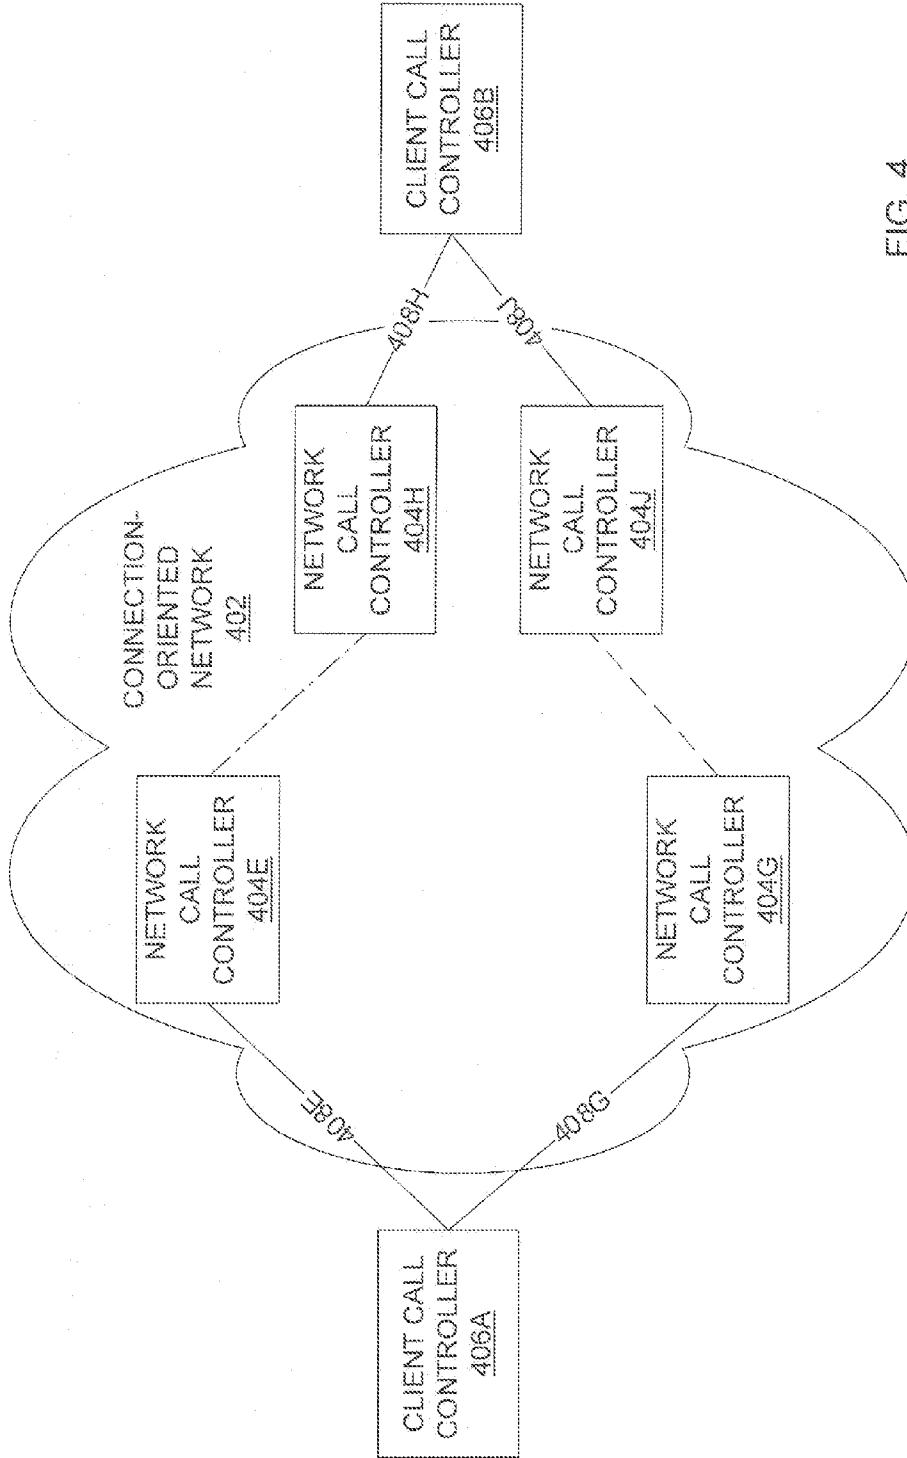 CONNECTION-
ORIENTED
NETWORK
402
NETWORK
CALL
CONTROLLER
404E
NETWORK
CALL
CONTROLLER
404H
CLIENT CALL
CONTROLLER
406A
408E
408H
CLIENT CALL
CONTROLLER
406B
408G
408J
NETWORK
CALL
CONTROLLER
404G
NETWORK
CALL
CONTROLLER
404J
FIG. 4